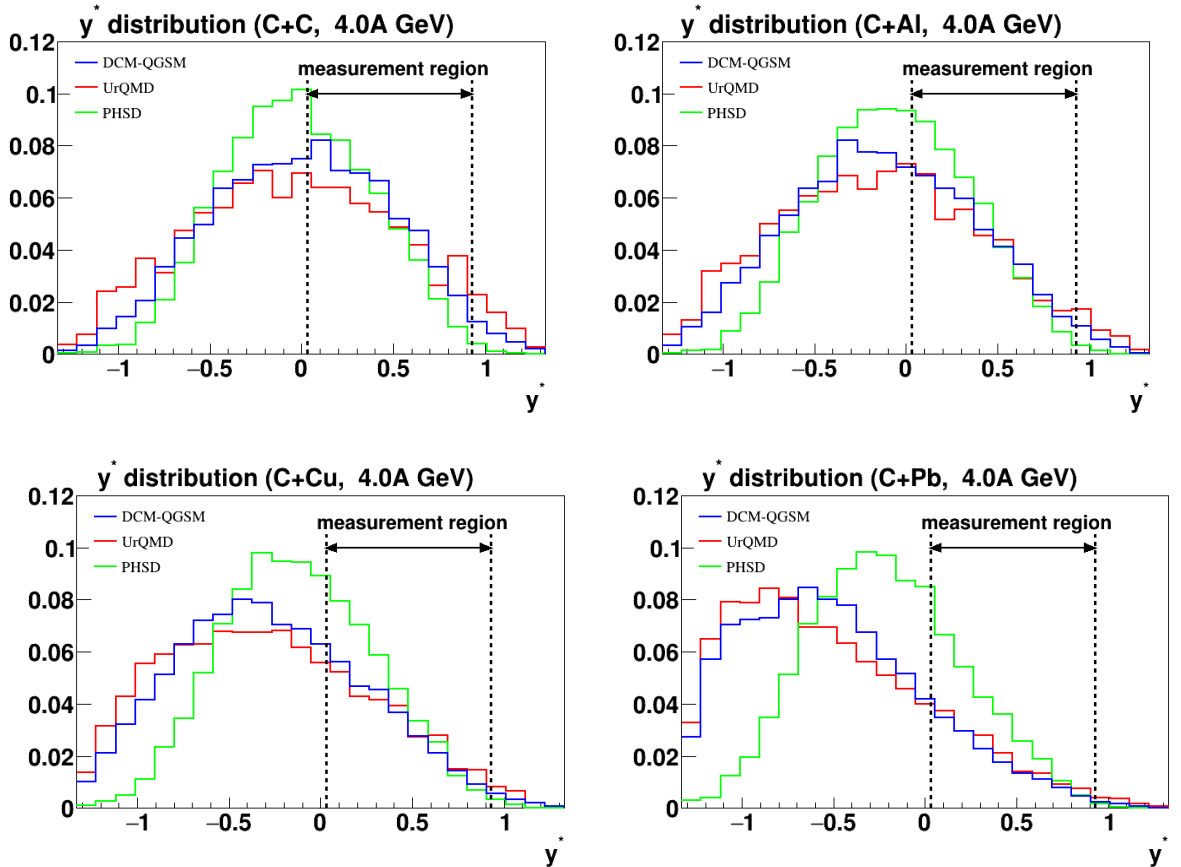 y* distribution (C+C, 4.0A GeV)
0.12
0.1
0.08
0.06
0.04
0.02
0
DCM-QGSM
UrQMD
PHSD
measurement region
−1 −0.5 0 0.5 1
y*
y* distribution (C+Al, 4.0A GeV)
0.12
0.1
0.08
0.06
0.04
0.02
0
DCM-QGSM
UrQMD
PHSD
measurement region
−1 −0.5 0 0.5 1
y*
y* distribution (C+Cu, 4.0A GeV)
0.12
0.1
0.08
0.06
0.04
0.02
0
DCM-QGSM
UrQMD
PHSD
measurement region
−1 −0.5 0 0.5 1
y*
y* distribution (C+Pb, 4.0A GeV)
0.12
0.1
0.08
0.06
0.04
0.02
0
DCM-QGSM
UrQMD
PHSD
measurement region
−1 −0.5 0 0.5 1
y*